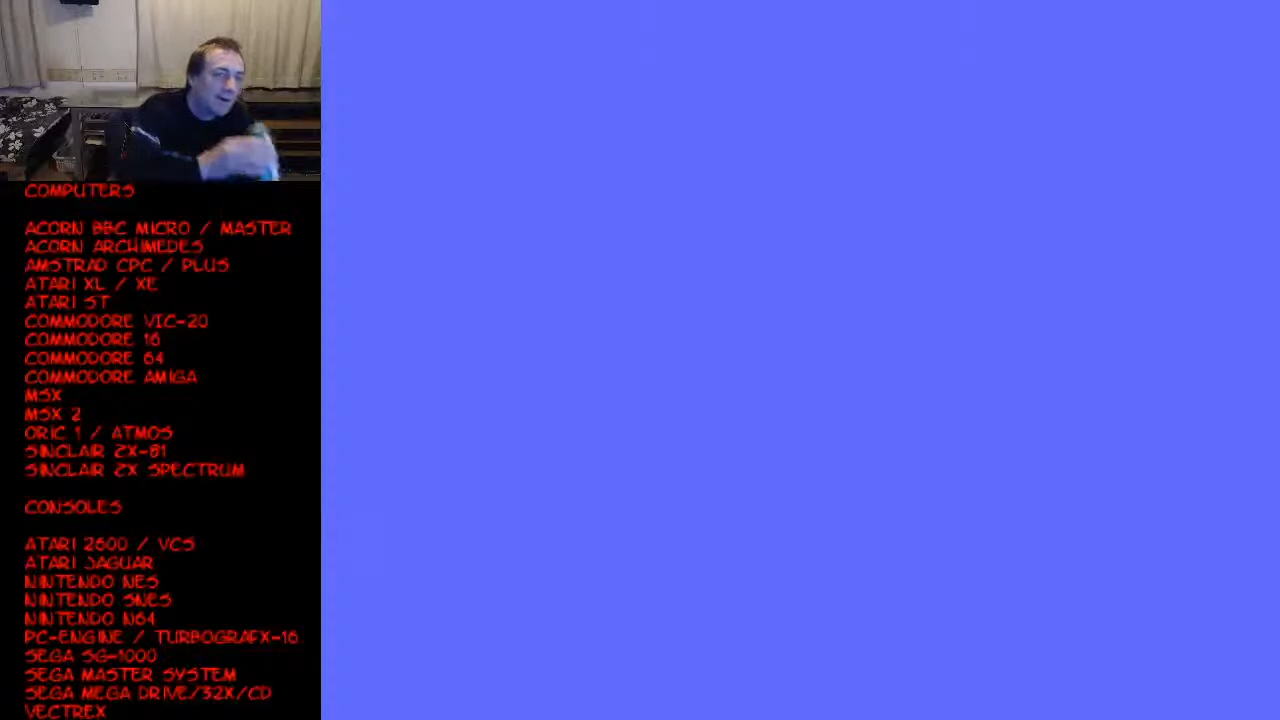 COMPUTERS
ACORN BBC MICRO / MASTER
ACORN ARCHIMEDES
AMSTRAD CPC / PLUS
ATARI XL / XE
ATARI ST
COMMODORE VIC-20
COMMODORE 16
COMMODORE 64
COMMODORE AMIGA
MSX
MSX 2
ORIC 1 / ATMOS
SINCLAIR ZX-81
SINCLAIR ZX SPECTRUM
CONSOLES
ATARI 2600 / VCS
ATARI JAGUAR
NINTENDO NES
NINTENDO SNES
NINTENDO N64
PC-ENGINE / TURBOGRAFX-16
SEGA SG-1000
SEGA MASTER SYSTEM
SEGA MEGA DRIVE/32X/CD
VECTREX